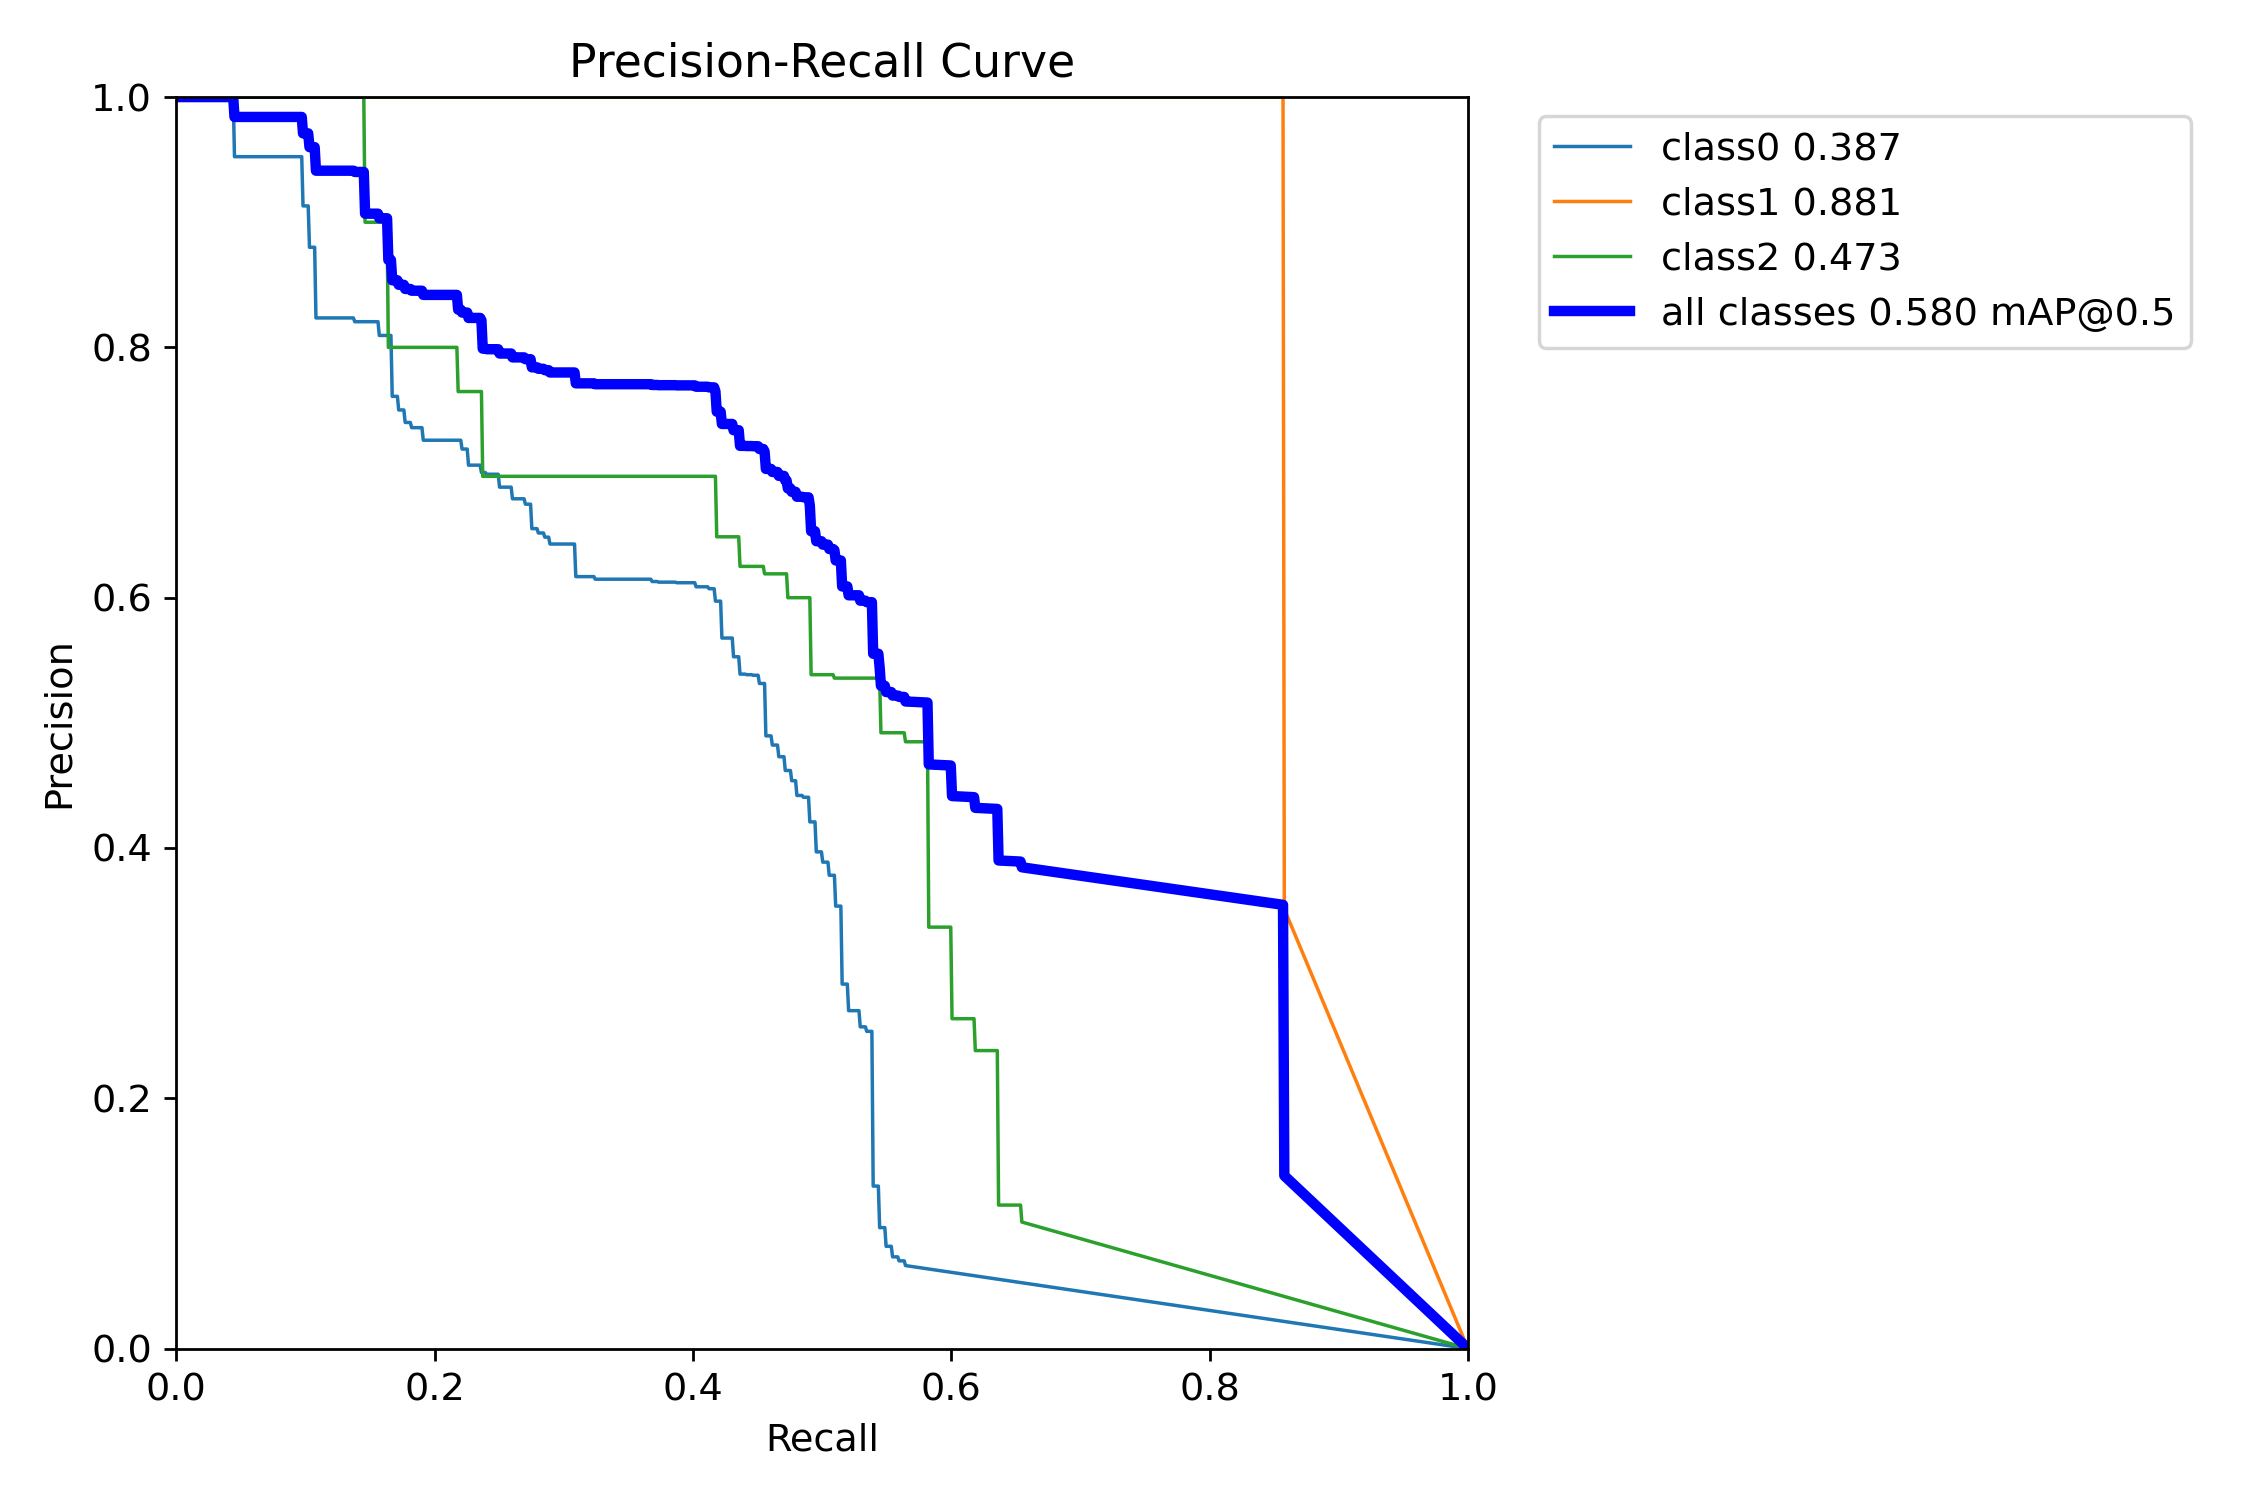 Precision-Recall Curve
1.0
0.8
0.6
0.4
0.2
0.0
Precision
0.0 0.2 0.4 0.6 0.8 1.0
Recall
class0 0.387
class1 0.881
class2 0.473
all classes 0.580 mAP@0.5